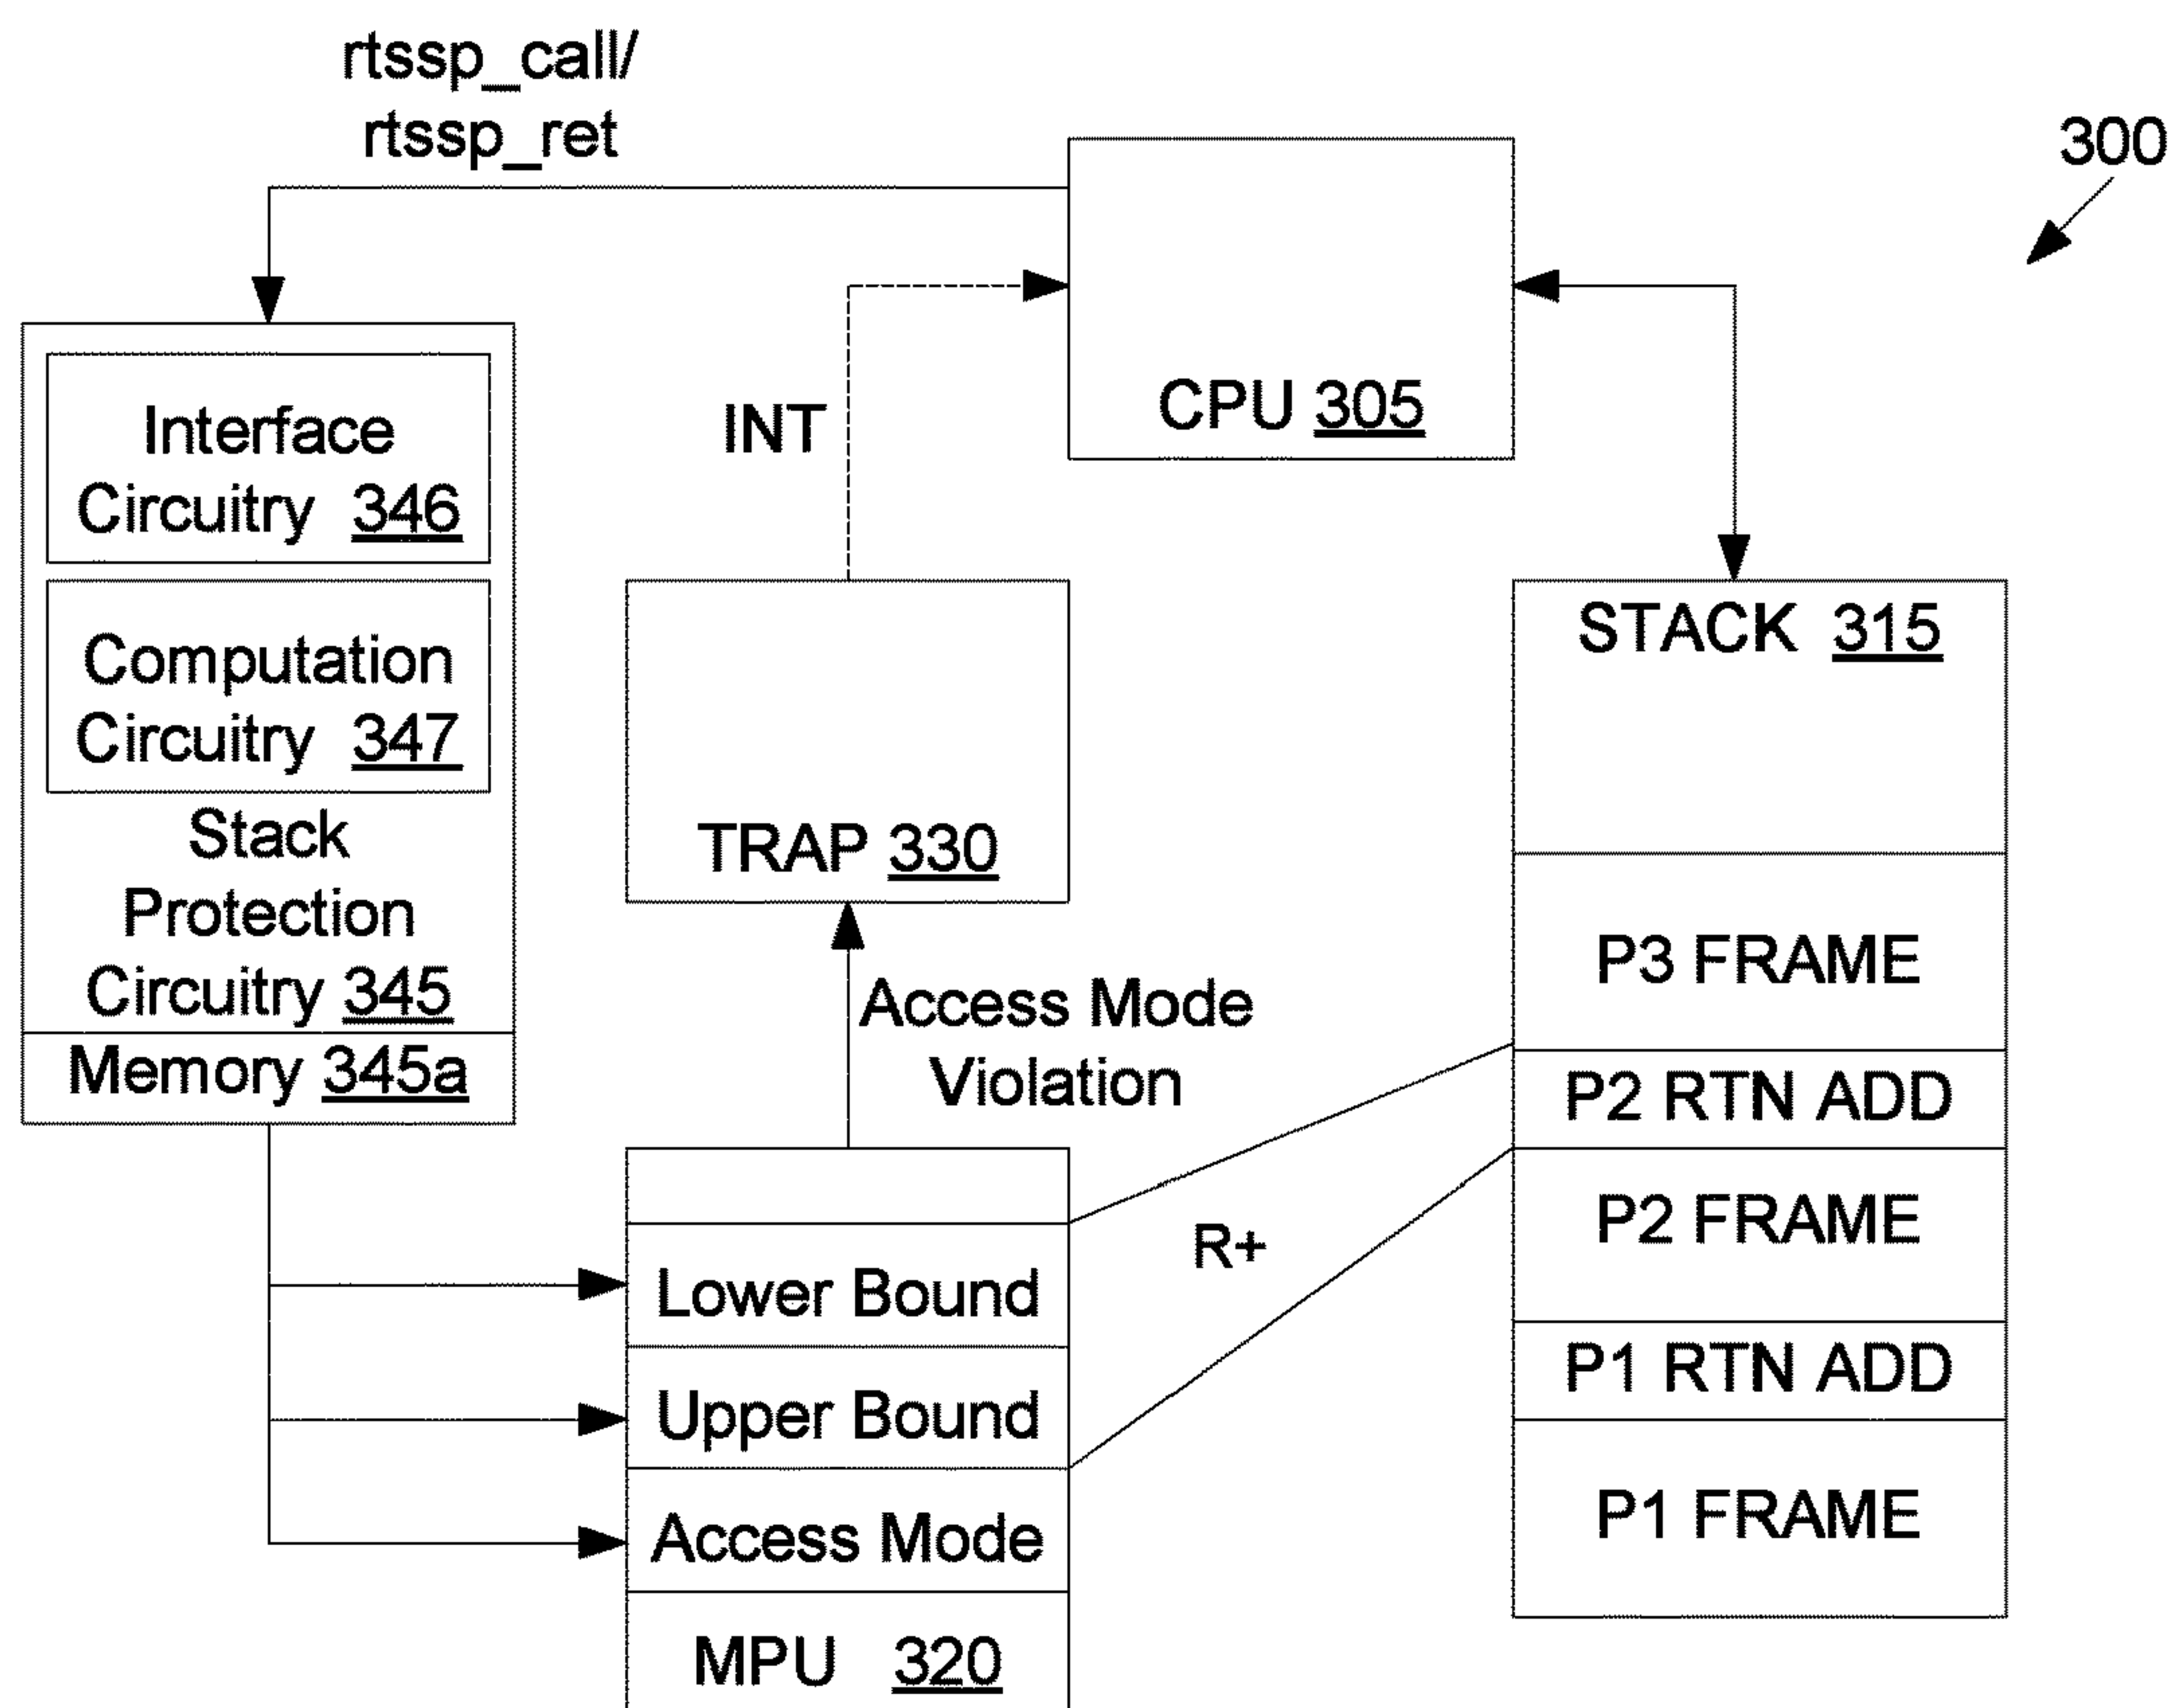 rtssp_call/
rtssp_ret
300
CPU 305
INT
Interface
Circuitry 346
Computation
Circuitry 347
Stack
Protection
Circuitry 345
Memory 345a
TRAP 330
Access Mode
Violation
STACK 315
P3 FRAME
P2 RTN ADD
P2 FRAME
P1 RTN ADD
P1 FRAME
R+
Lower Bound
Upper Bound
Access Mode
MPU 320